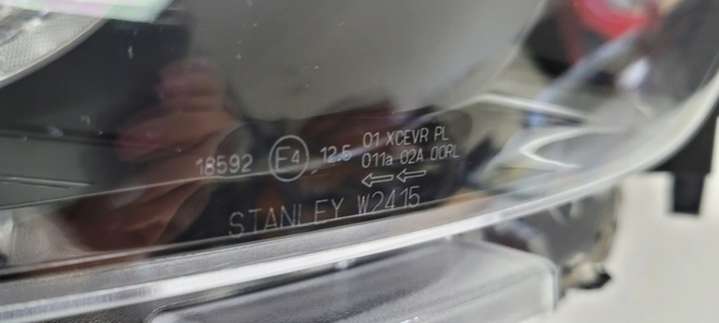 01 XCEVR PL
18592 E4 12.5 011a 02A 00RL
STANLEY W2415